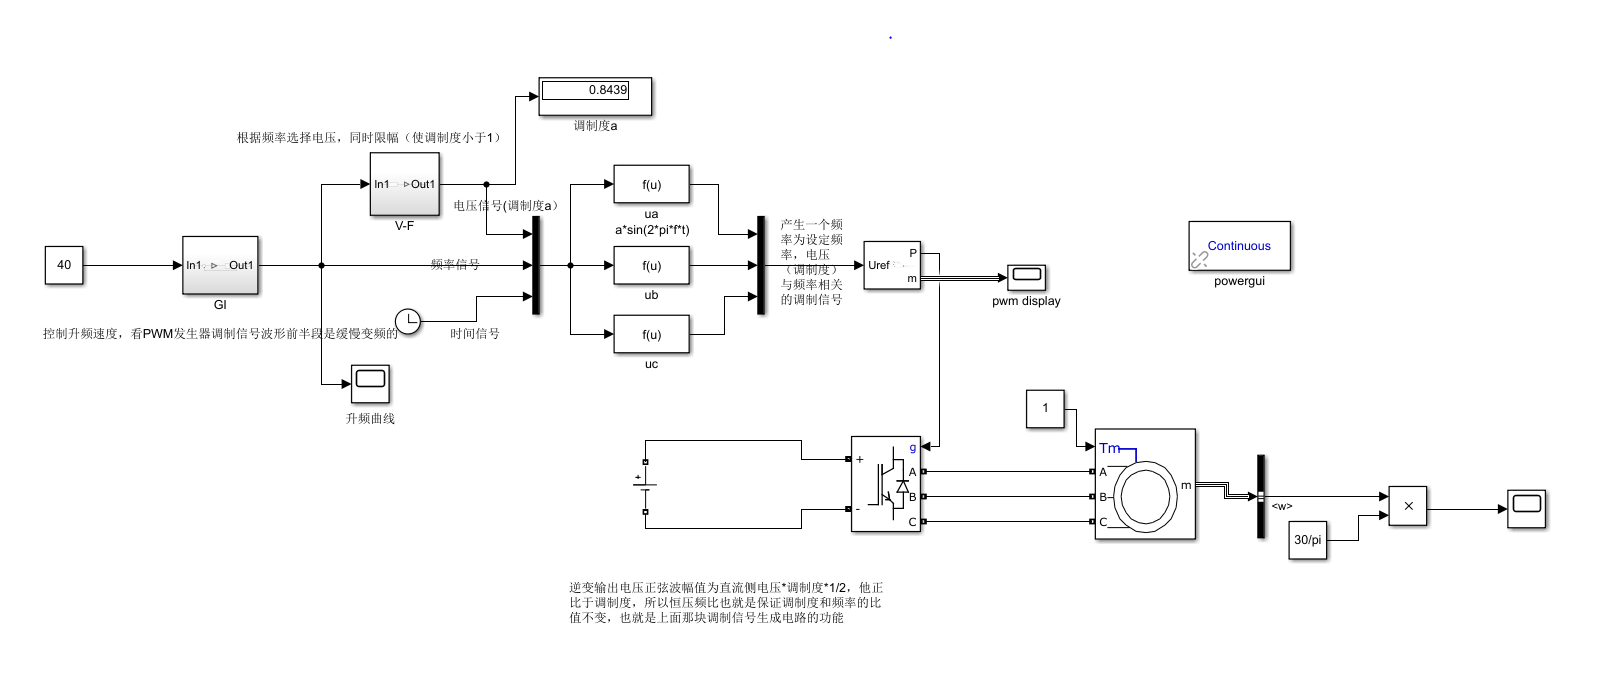 0.8439
调制度a
根据频率选择电压，同时限幅（使调制度小于1）
In1
Out1
V-F
电压信号(调制度a）
f(u)
ua
a*sin(2*pi*f*t)
40
In1
Out1
GI
频率信号
f(u)
ub
产生一个频
率为设定频
率，电压
（调制度）
与频率相关
的调制信号
Uref
P
m
pwm display
Continuous
powergui
控制升频速度，看PWM发生器调制信号波形前半段是缓慢变频的
时间信号
f(u)
uc
升频曲线
1
+
-
g
A
B
C
+
Tm
A
B
C
m
<w>
30/pi
×
逆变输出电压正弦波幅值为直流侧电压*调制度*1/2，他正
比于调制度，所以恒压频比也就是保证调制度和频率的比
值不变，也就是上面那块调制信号生成电路的功能